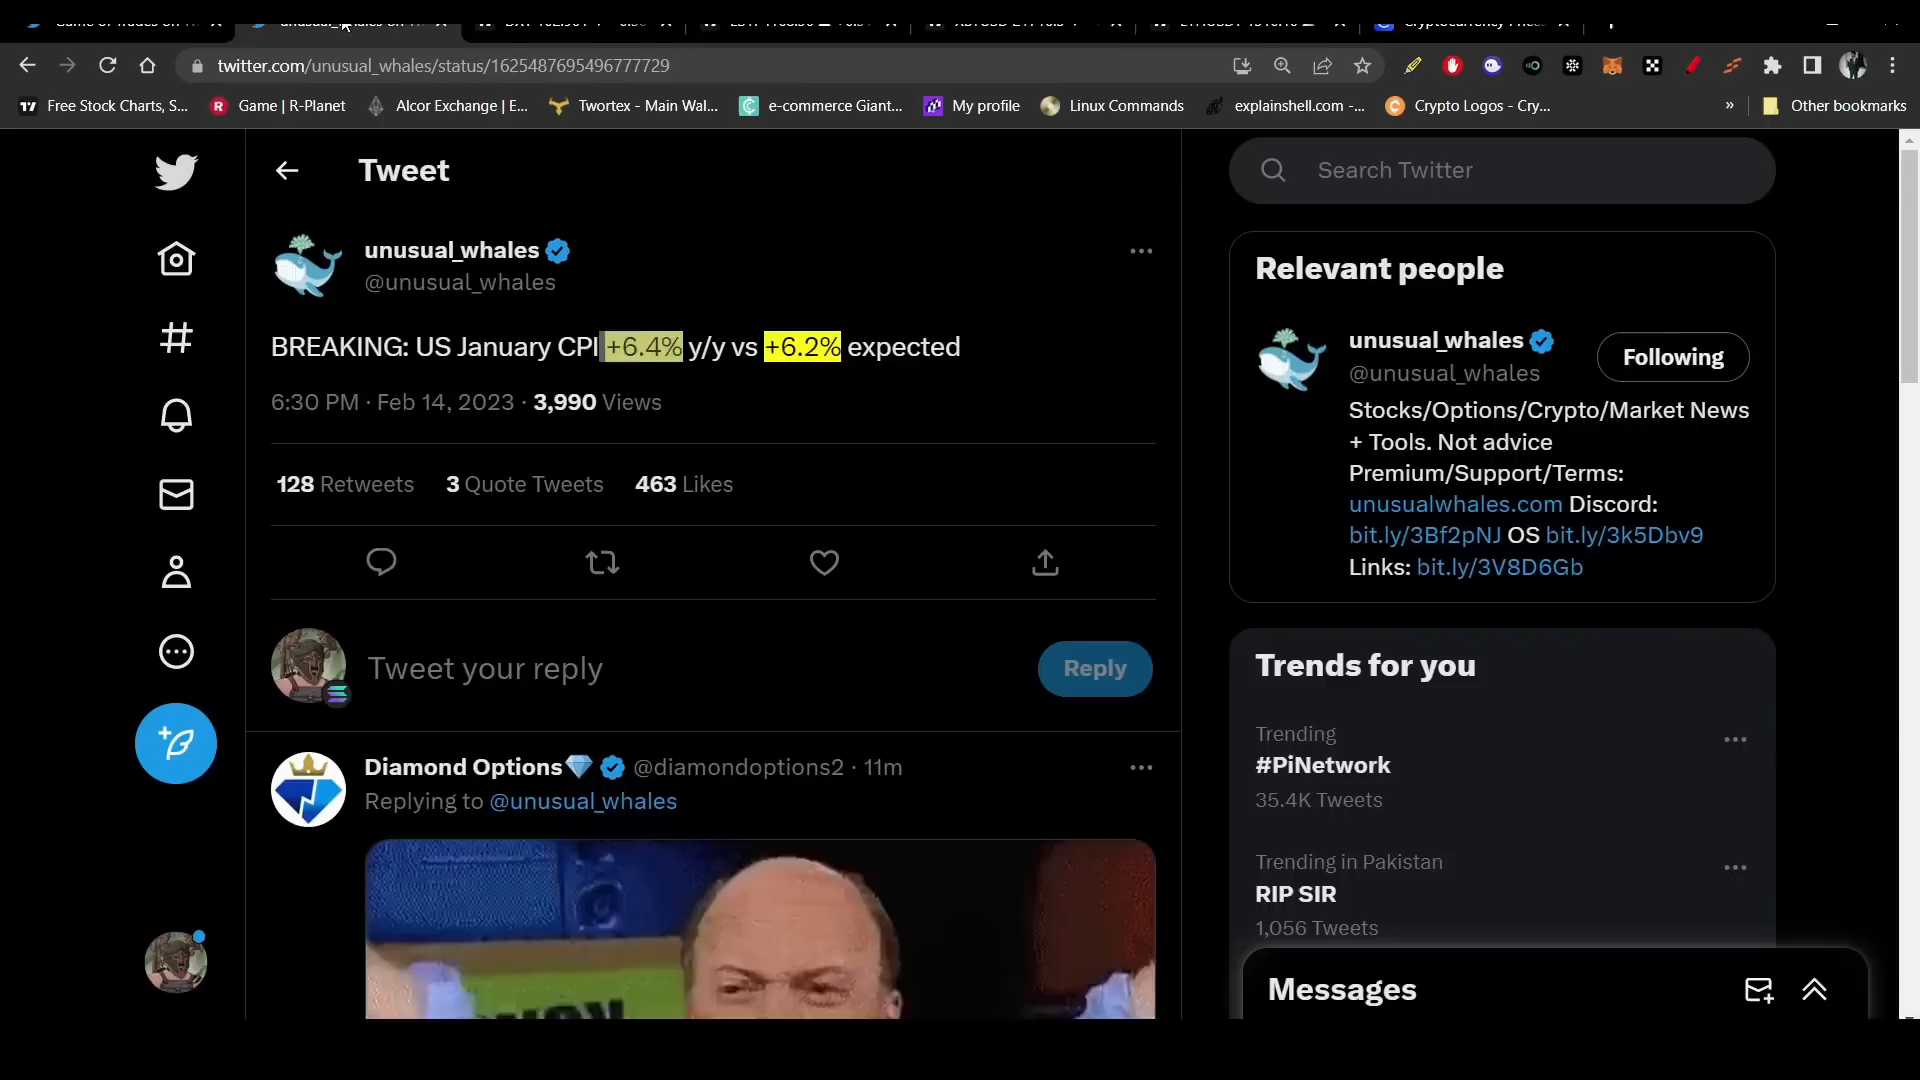 twitter.com/unusual_whales/status/1625487695496777729
Free Stock Charts, S...
Game | R-Planet
Alcor Exchange | E...
Twortex - Main Wal...
e-commerce Giant...
My profile
Linux Commands
explainshell.com -...
Crypto Logos - Cry...
»
Other bookmarks
Tweet
Search Twitter
unusual_whales
@unusual_whales
BREAKING: US January CPI +6.4% y/y vs +6.2% expected
6:30 PM · Feb 14, 2023 · 3,990 Views
128 Retweets 3 Quote Tweets 463 Likes
Tweet your reply
Reply
Diamond Options @diamondoptions2 · 11m
Replying to @unusual_whales
Relevant people
unusual_whales
@unusual_whales
Following
Stocks/Options/Crypto/Market News
+ Tools. Not advice
Premium/Support/Terms:
unusualwhales.com Discord:
bit.ly/3Bf2pNJ OS bit.ly/3k5Dbv9
Links: bit.ly/3V8D6Gb
Trends for you
Trending
#PiNetwork
35.4K Tweets
Trending in Pakistan
RIP SIR
1,056 Tweets
Messages